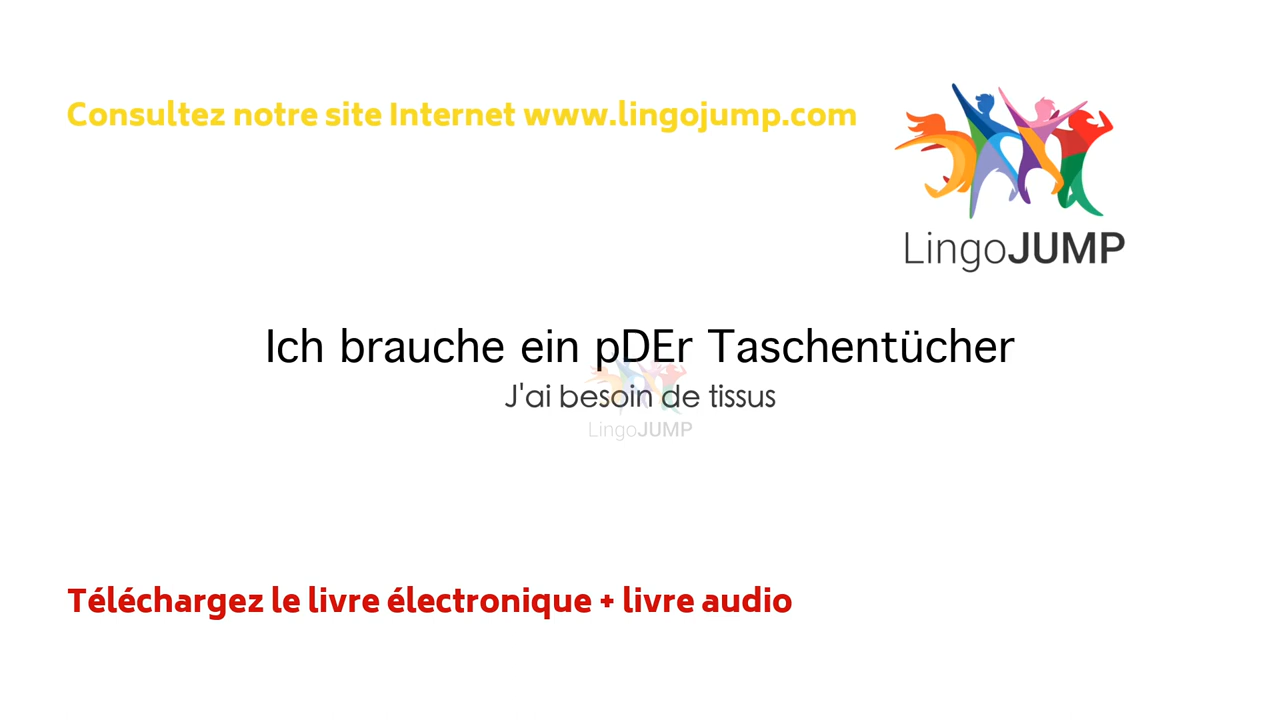 Consultez notre site Internet www.lingojump.com
LingoJUMP
Ich brauche ein pDEr Taschentücher
J'ai besoin de tissus
LingoJUMP
Téléchargez le livre électronique + livre audio